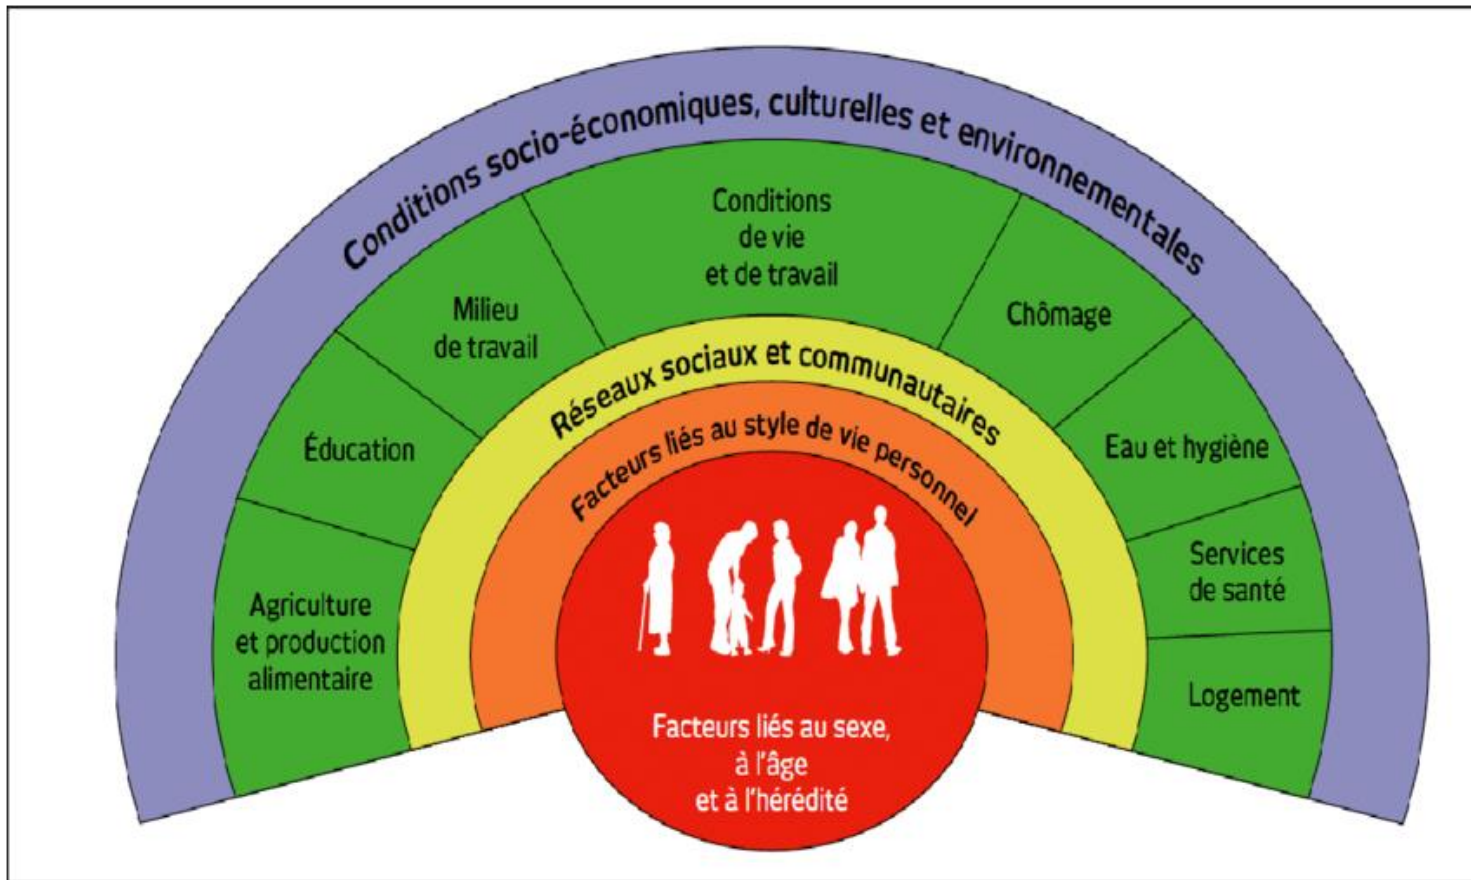 Conditions socio-économiques, culturelles et environnementales
Conditions
de vie
et de travail
Milieu
de travail
Chômage
Éducation
Eau et hygiène
Agriculture
et production
alimentaire
Services
de santé
Logement
Réseaux sociaux et communautaires
Facteurs liés au style de vie personnel
Facteurs liés au sexe,
à l'âge
et à l'hérédité